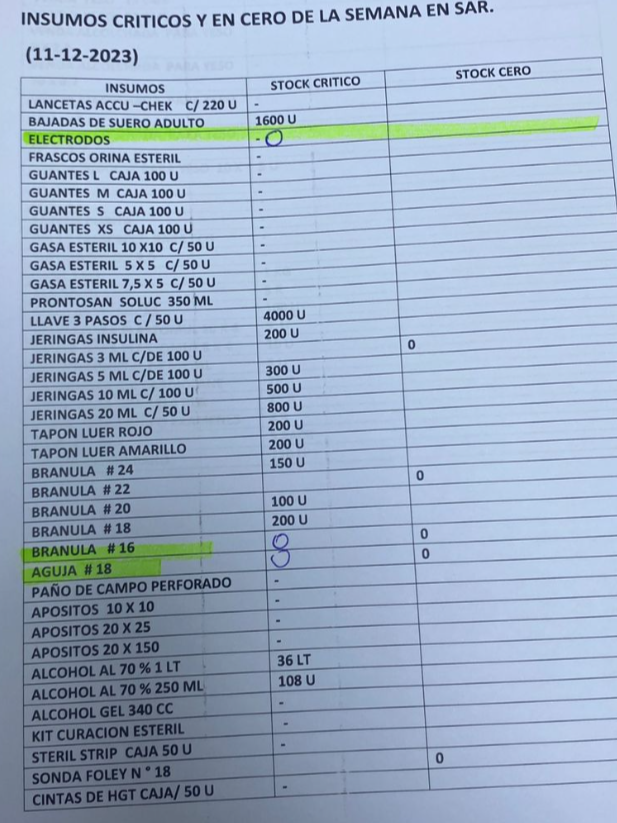 INSUMOS CRITICOS Y EN CERO DE LA SEMANA EN SAR.
(11-12-2023)
INSUMOS STOCK CRITICO STOCK CERO
LANCETAS ACCU –CHEK C/ 220 U -
BAJADAS DE SUERO ADULTO 1600 U
ELECTRODOS - 0
FRASCOS ORINA ESTERIL -
GUANTES L CAJA 100 U -
GUANTES M CAJA 100 U -
GUANTES S CAJA 100 U -
GUANTES XS CAJA 100 U -
GASA ESTERIL 10 X10 C/ 50 U -
GASA ESTERIL 5 X 5 C/ 50 U -
GASA ESTERIL 7,5 X 5 C/ 50 U -
PRONTOSAN SOLUC 350 ML -
LLAVE 3 PASOS C / 50 U 4000 U
JERINGAS INSULINA 200 U
JERINGAS 3 ML C/DE 100 U 0
JERINGAS 5 ML C/DE 100 U 300 U
JERINGAS 10 ML C/ 100 U 500 U
JERINGAS 20 ML C/ 50 U 800 U
TAPON LUER ROJO 200 U
TAPON LUER AMARILLO 200 U
BRANULA # 24 150 U
BRANULA # 22 0
BRANULA # 20 100 U
BRANULA # 18 200 U
BRANULA # 16 0 0
AGUJA # 18 0 0
PAÑO DE CAMPO PERFORADO -
APOSITOS 10 X 10 -
APOSITOS 20 X 25 -
APOSITOS 20 X 150 -
ALCOHOL AL 70 % 1 LT 36 LT
ALCOHOL AL 70 % 250 ML 108 U
ALCOHOL GEL 340 CC -
KIT CURACION ESTERIL -
STERIL STRIP CAJA 50 U -
SONDA FOLEY N ° 18 0
CINTAS DE HGT CAJA/ 50 U -